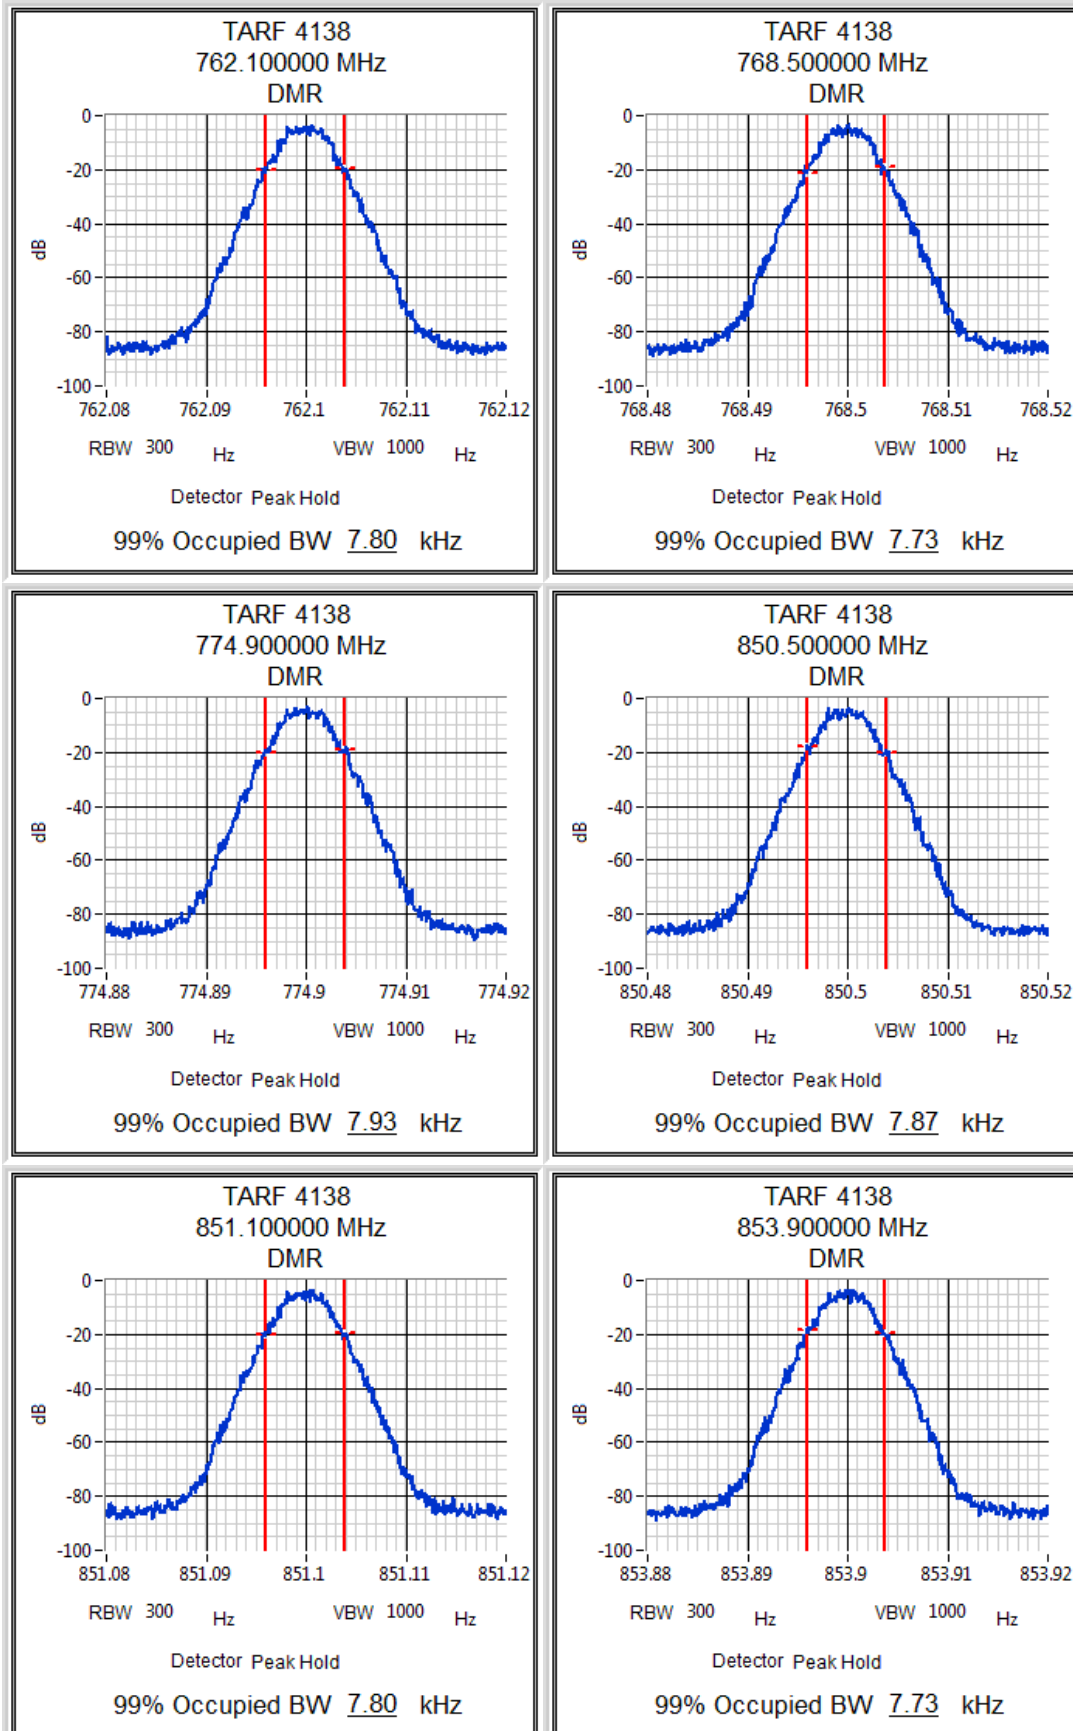 TARF 4138
762.100000 MHz
DMR
0
-20
-40
-60
-80
-100
dB
762.08 762.09 762.1 762.11 762.12
RBW 300 Hz VBW 1000 Hz
Detector Peak Hold
99% Occupied BW 7.80 kHz
TARF 4138
768.500000 MHz
DMR
0
-20
-40
-60
-80
-100
dB
768.48 768.49 768.5 768.51 768.52
RBW 300 Hz VBW 1000 Hz
Detector Peak Hold
99% Occupied BW 7.73 kHz
TARF 4138
774.900000 MHz
DMR
0
-20
-40
-60
-80
-100
dB
774.88 774.89 774.9 774.91 774.92
RBW 300 Hz VBW 1000 Hz
Detector Peak Hold
99% Occupied BW 7.93 kHz
TARF 4138
850.500000 MHz
DMR
0
-20
-40
-60
-80
-100
dB
850.48 850.49 850.5 850.51 850.52
RBW 300 Hz VBW 1000 Hz
Detector Peak Hold
99% Occupied BW 7.87 kHz
TARF 4138
851.100000 MHz
DMR
0
-20
-40
-60
-80
-100
dB
851.08 851.09 851.1 851.11 851.12
RBW 300 Hz VBW 1000 Hz
Detector Peak Hold
99% Occupied BW 7.80 kHz
TARF 4138
853.900000 MHz
DMR
0
-20
-40
-60
-80
-100
dB
853.88 853.89 853.9 853.91 853.92
RBW 300 Hz VBW 1000 Hz
Detector Peak Hold
99% Occupied BW 7.73 kHz